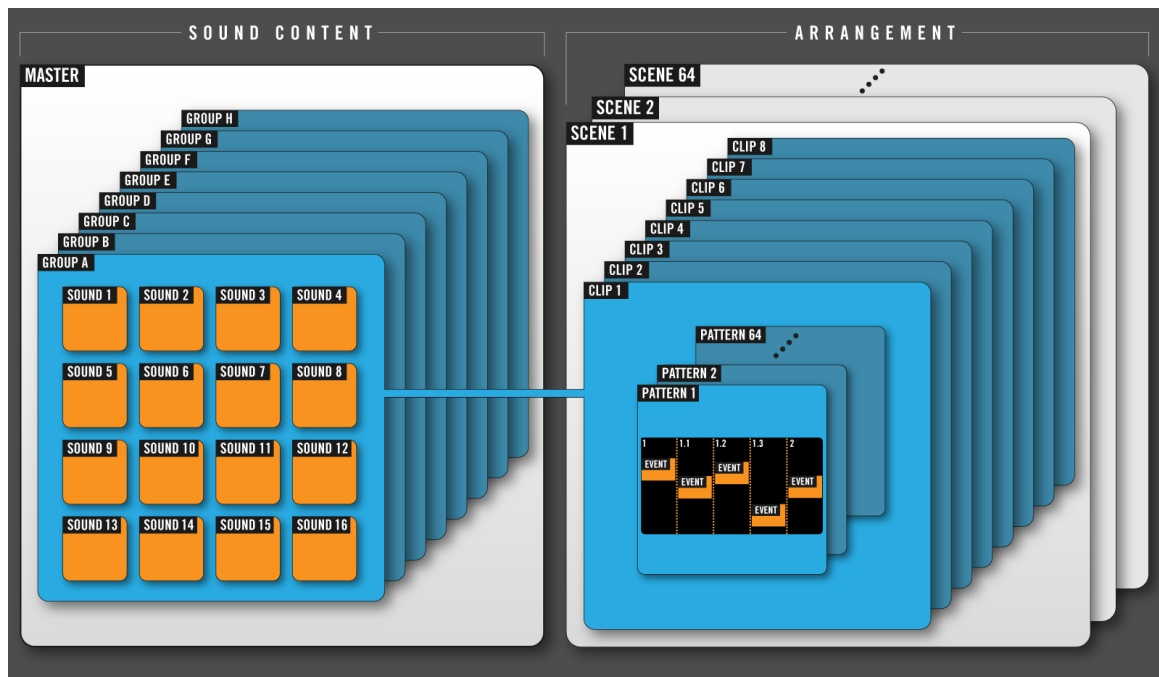 SOUND CONTENT
MASTER
GROUP H
GROUP G
GROUP F
GROUP E
GROUP D
GROUP C
GROUP B
GROUP A
SOUND 1 SOUND 2 SOUND 3 SOUND 4
SOUND 5 SOUND 6 SOUND 7 SOUND 8
SOUND 9 SOUND 10 SOUND 11 SOUND 12
SOUND 13 SOUND 14 SOUND 15 SOUND 16
ARRANGEMENT
SCENE 64
SCENE 2
SCENE 1
CLIP 8
CLIP 7
CLIP 6
CLIP 5
CLIP 4
CLIP 3
CLIP 2
CLIP 1
PATTERN 64
PATTERN 2
PATTERN 1
1 1.1 1.2 1.3 2
EVENT EVENT EVENT EVENT EVENT